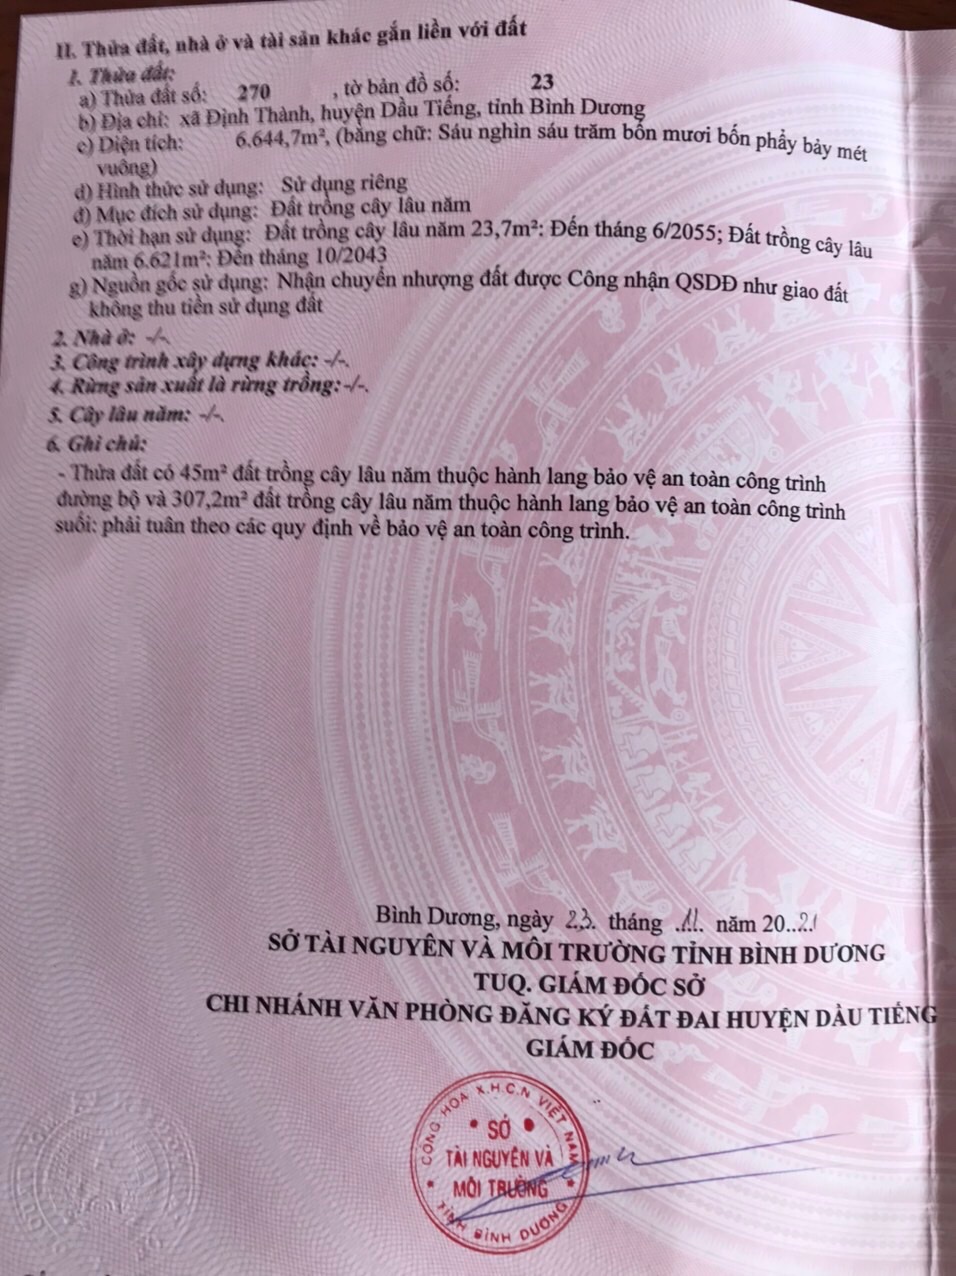 II. Thửa đất, nhà ở và tài sản khác gắn liền với đất
1. Thửa đất:
a) Thửa đất số: 270 , tờ bản đồ số: 23
b) Địa chỉ: xã Định Thành, huyện Dầu Tiếng, tỉnh Bình Dương
c) Diện tích: 6.644,7m², (bằng chữ: Sáu nghìn sáu trăm bốn mươi bốn phẩy bảy mét
vuông)
d) Hình thức sử dụng: Sử dụng riêng
đ) Mục đích sử dụng: Đất trồng cây lâu năm
e) Thời hạn sử dụng: Đất trồng cây lâu năm 23,7m²: Đến tháng 6/2055; Đất trồng cây lâu
năm 6.621m²: Đến tháng 10/2043
g) Nguồn gốc sử dụng: Nhận chuyển nhượng đất được Công nhận QSDĐ như giao đất
không thu tiền sử dụng đất
2. Nhà ở: -/-.
3. Công trình xây dựng khác: -/-.
4. Rừng sản xuất là rừng trồng: -/-.
5. Cây lâu năm: -/-.
6. Ghi chú:
- Thửa đất có 45m² đất trồng cây lâu năm thuộc hành lang bảo vệ an toàn công trình
đường bộ và 307,2m² đất trồng cây lâu năm thuộc hành lang bảo vệ an toàn công trình
suối: phải tuân theo các quy định về bảo vệ an toàn công trình.
Bình Dương, ngày 23. tháng .11. năm 20..21
SỞ TÀI NGUYÊN VÀ MÔI TRƯỜNG TỈNH BÌNH DƯƠNG
TUQ. GIÁM ĐỐC SỞ
CHI NHÁNH VĂN PHÒNG ĐĂNG KÝ ĐẤT ĐAI HUYỆN DẦU TIẾNG
GIÁM ĐỐC
CỘNG HÒA X.H.C.N VIỆT NAM
SỞ
TÀI NGUYÊN VÀ
MÔI TRƯỜNG
TỈNH BÌNH DƯƠNG